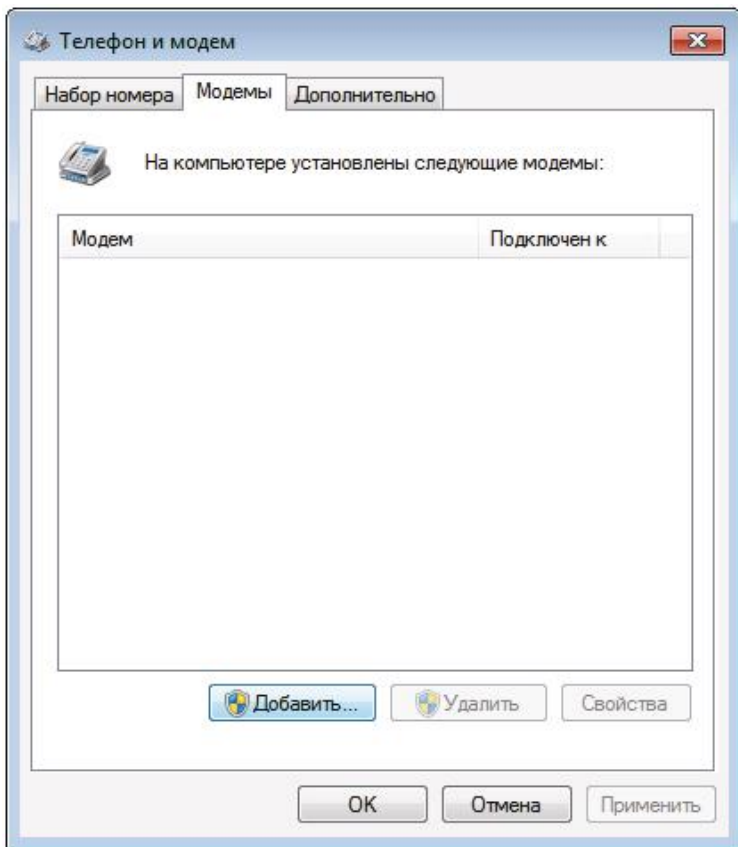 Телефон и модем
Набор номера Модемы Дополнительно
На компьютере установлены следующие модемы:
Модем Подключен к
Добавить... Удалить Свойства
OK Отмена Применить